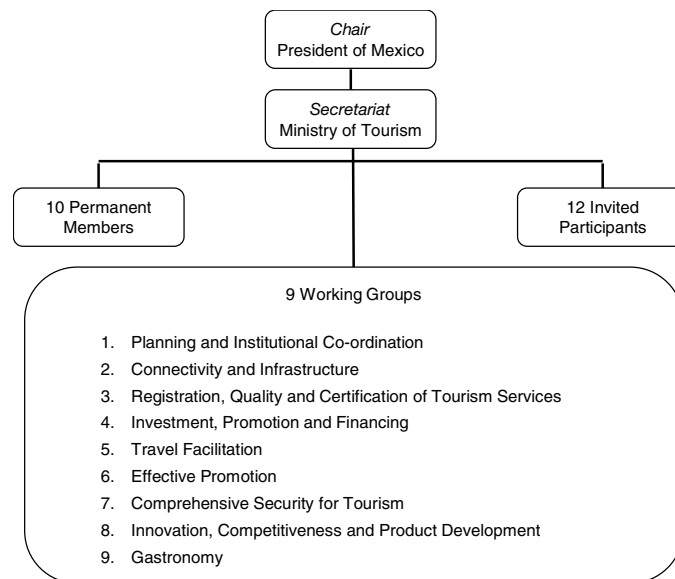 Chair
President of Mexico
Secretariat
Ministry of Tourism
10 Permanent
Members
12 Invited
Participants
9 Working Groups
1. Planning and Institutional Co-ordination
2. Connectivity and Infrastructure
3. Registration, Quality and Certification of Tourism Services
4. Investment, Promotion and Financing
5. Travel Facilitation
6. Effective Promotion
7. Comprehensive Security for Tourism
8. Innovation, Competitiveness and Product Development
9. Gastronomy